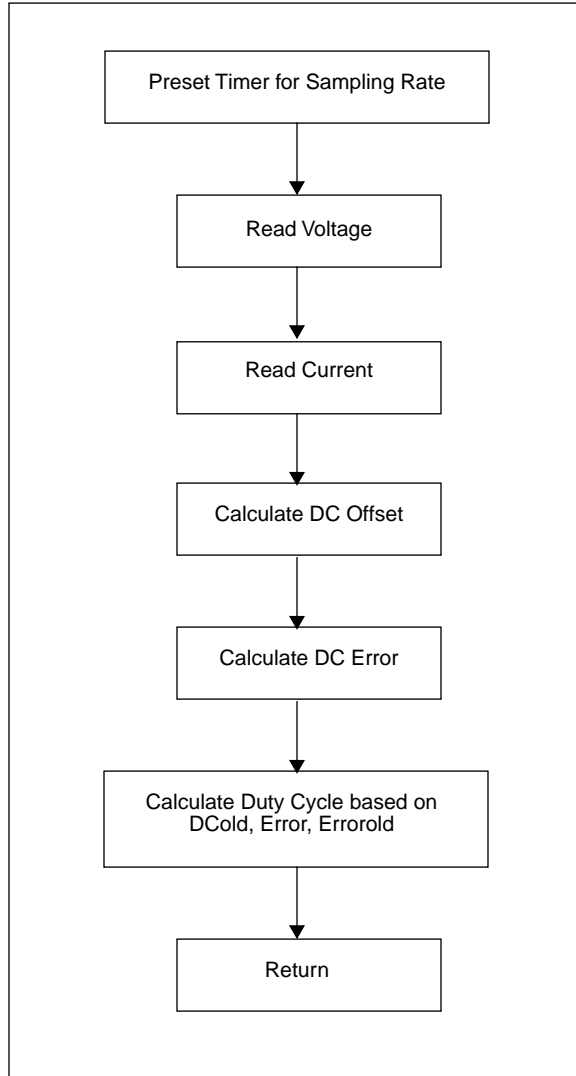 Preset Timer for Sampling Rate
Read Voltage
Read Current
Calculate DC Offset
Calculate DC Error
Calculate Duty Cycle based on
DCold, Error, Errorold
Return